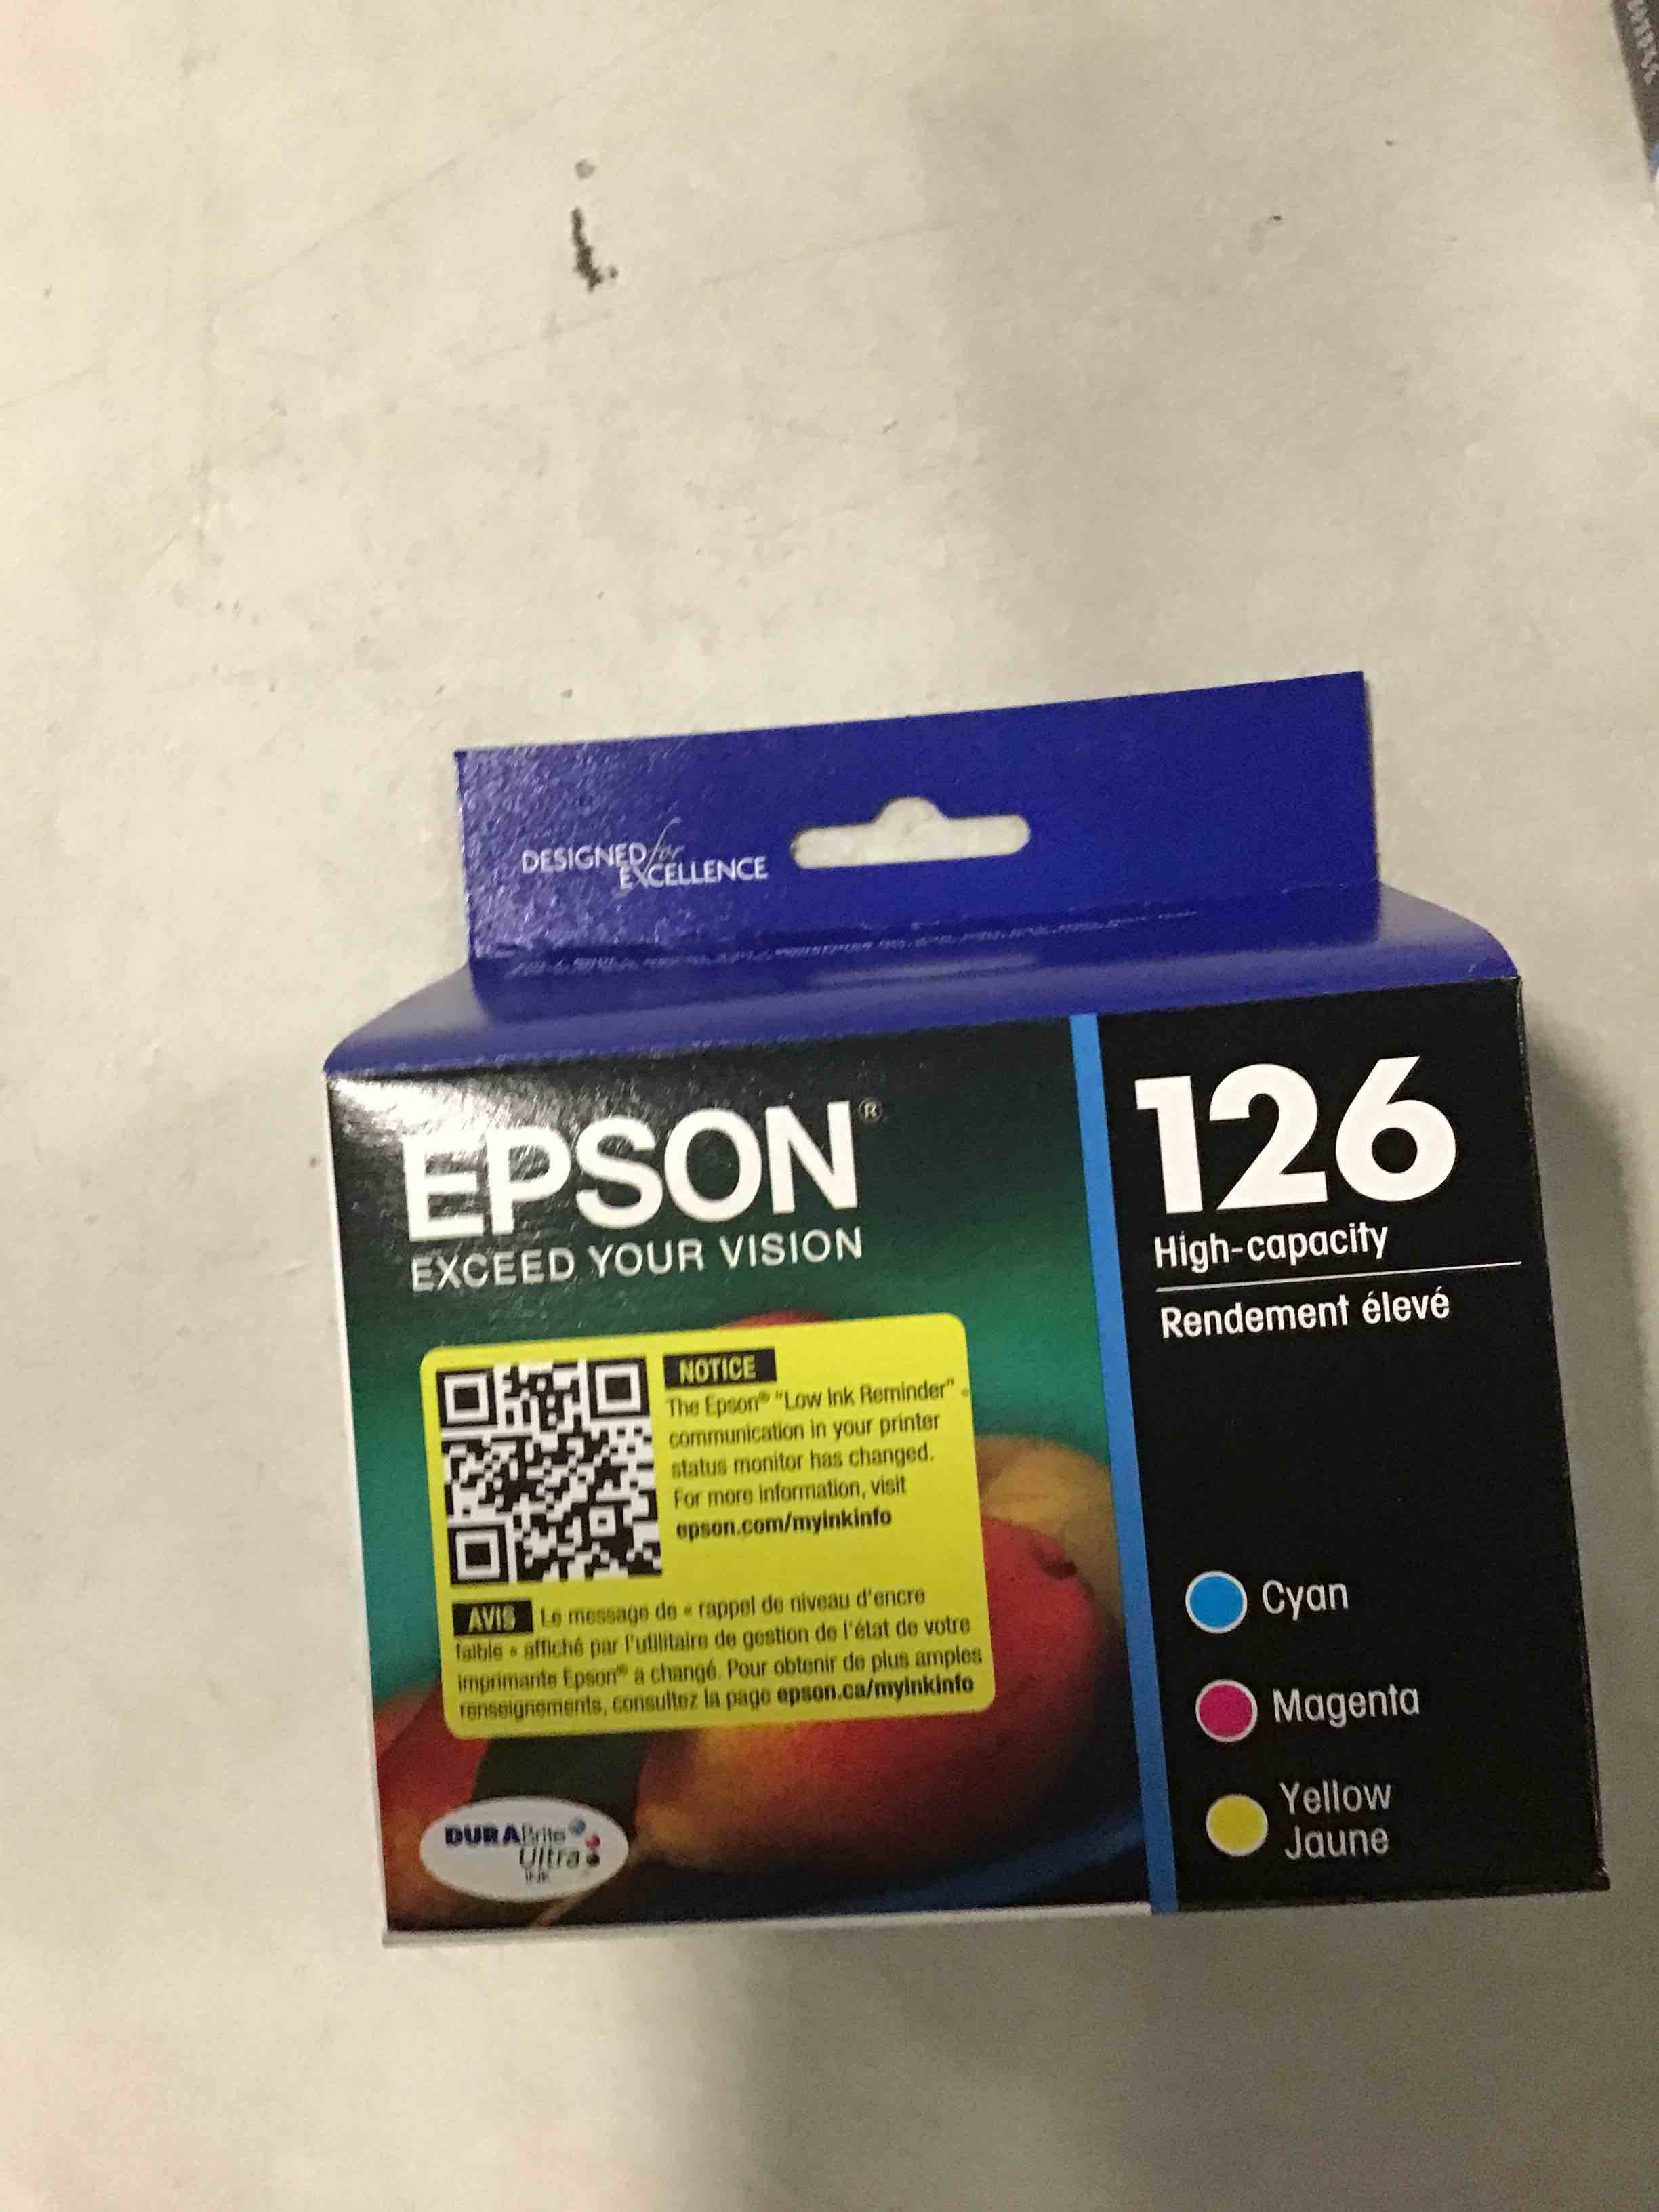 DESIGNED for
EXCELLENCE
EPSON®
EXCEED YOUR VISION
126
High-capacity
Rendement élevé
NOTICE
The Epson® "Low Ink Reminder"
communication in your printer
status monitor has changed.
For more information, visit
epson.com/myinkinfo
AVIS Le message de « rappel de niveau d'encre
faible » affiché par l'utilitaire de gestion de l'état de votre
imprimante Epson® a changé. Pour obtenir de plus amples
renseignements, consultez la page epson.ca/myinkinfo
Cyan
Magenta
Yellow
Jaune
DURABrite
Ultra
INK